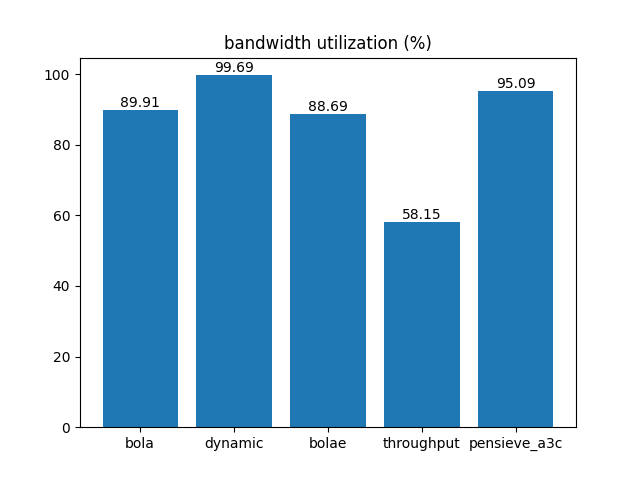 bandwidth utilization (%)
100
80
60
40
20
0
89.91
99.69
88.69
58.15
95.09
bola
dynamic
bolae
throughput
pensieve_a3c